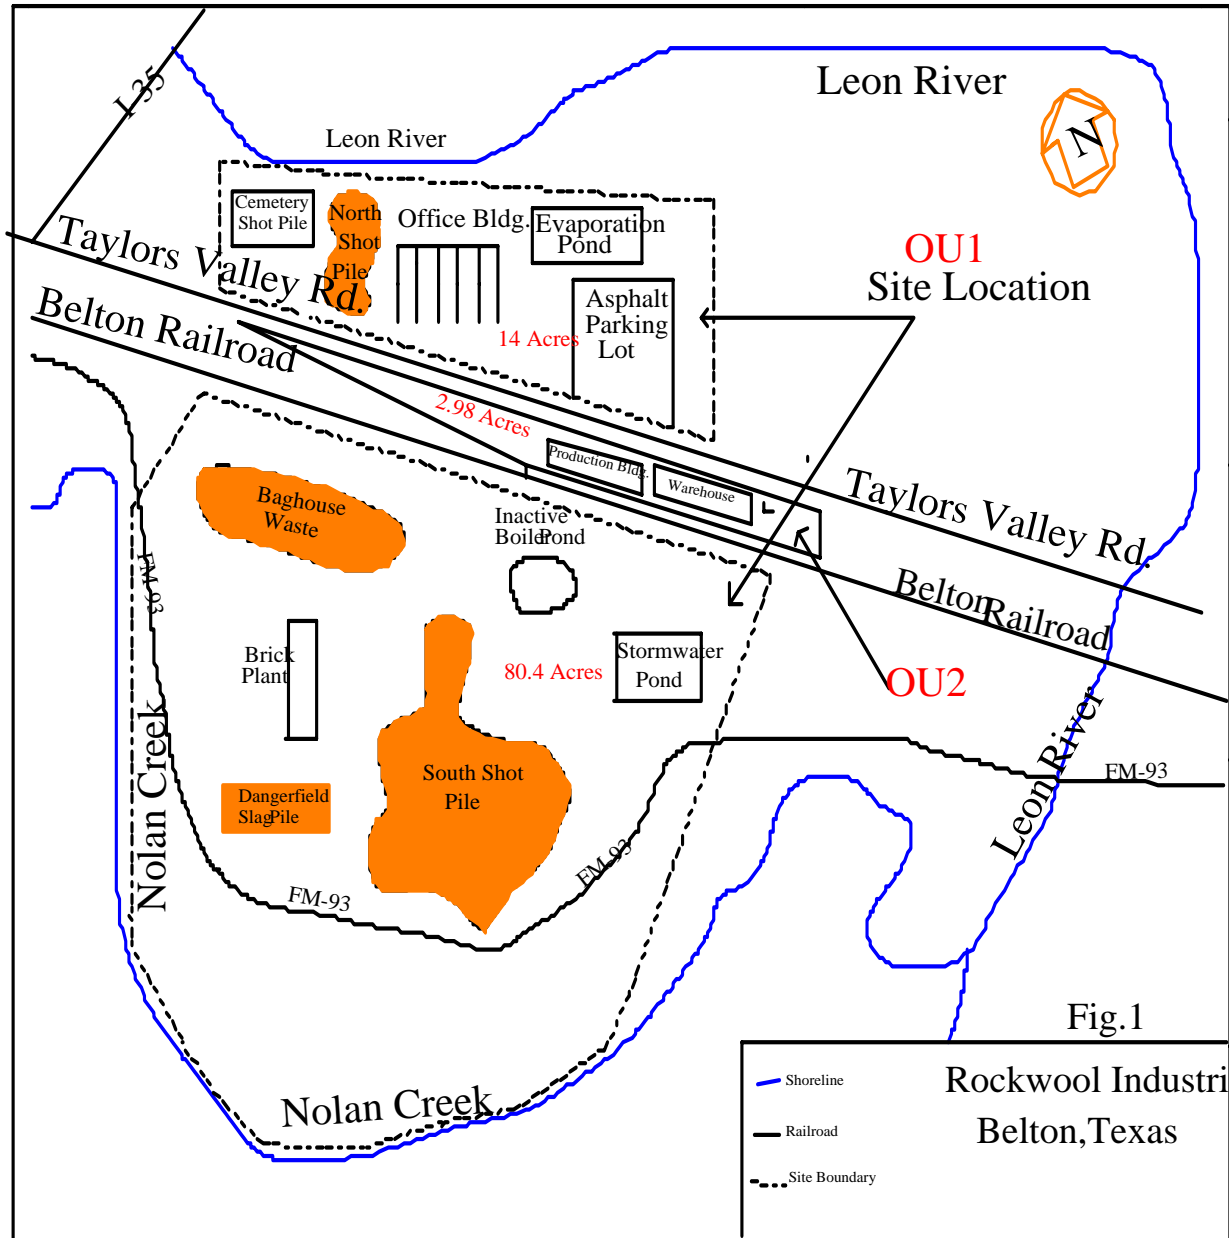 I 35
Leon River
Leon River
N
Cemetery
Shot Pile
North
Shot
Pile
Office Bldg.
Evaporation
Pond
OU1
Site Location
Taylors Valley Rd.
Asphalt
Parking
Lot
14 Acres
Belton Railroad
2.98 Acres
Production Bldg.
Warehouse
Taylors Valley Rd.
Baghouse
Waste
Inactive
Boiler Pond
FM-93
Belton Railroad
Brick
Plant
80.4 Acres
Stormwater
Pond
OU2
Nolan Creek
South Shot
Pile
Leon River
FM-93
Dangerfield
Slag Pile
FM-93
FM-93
Nolan Creek
Fig.1
Shoreline
Railroad
Site Boundary
Rockwool Industri
Belton,Texas